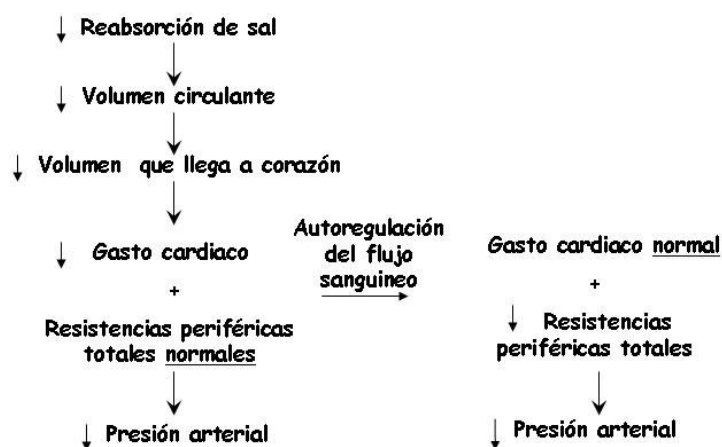 ↓ Reabsorción de sal
↓ Volumen circulante
↓ Volumen que llega a corazón
↓ Gasto cardiaco
+
Resistencias periféricas
totales normales
↓ Presión arterial
Autoregulación
del flujo
sanguineo
Gasto cardiaco normal
+
↓ Resistencias
periféricas totales
↓ Presión arterial